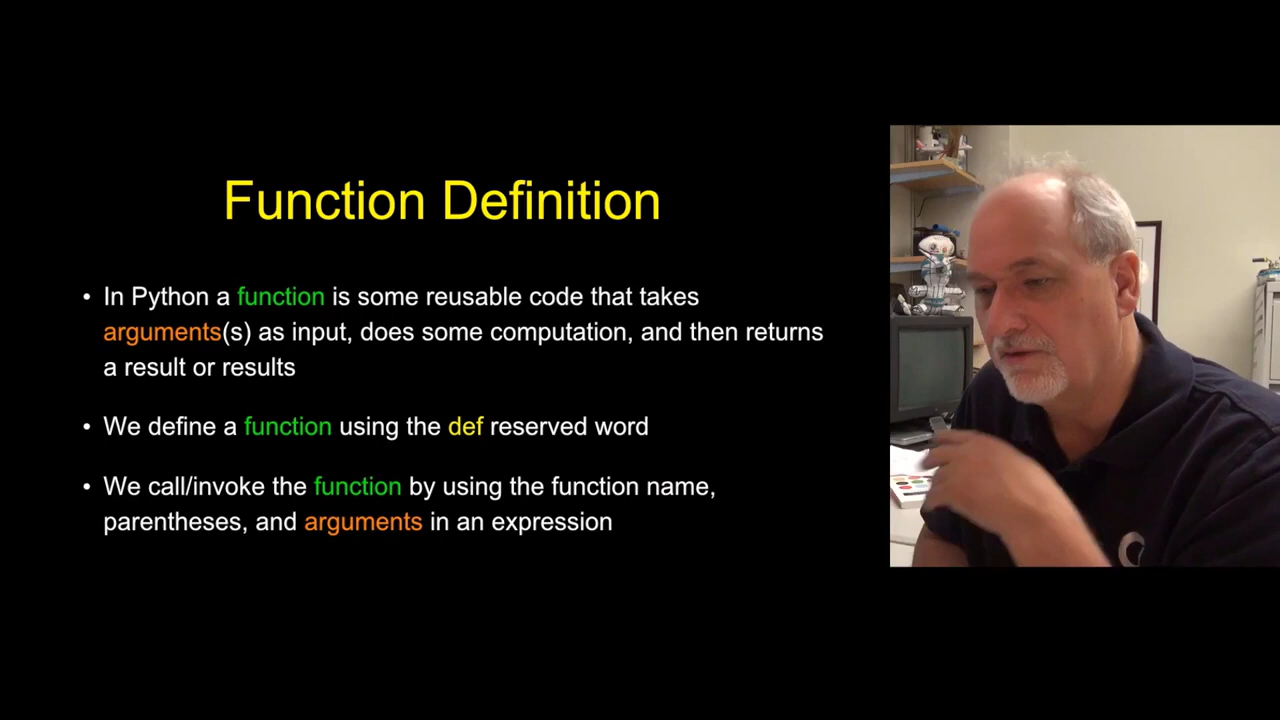 Function Definition
• In Python a function is some reusable code that takes
arguments(s) as input, does some computation, and then returns
a result or results
• We define a function using the def reserved word
• We call/invoke the function by using the function name,
parentheses, and arguments in an expression